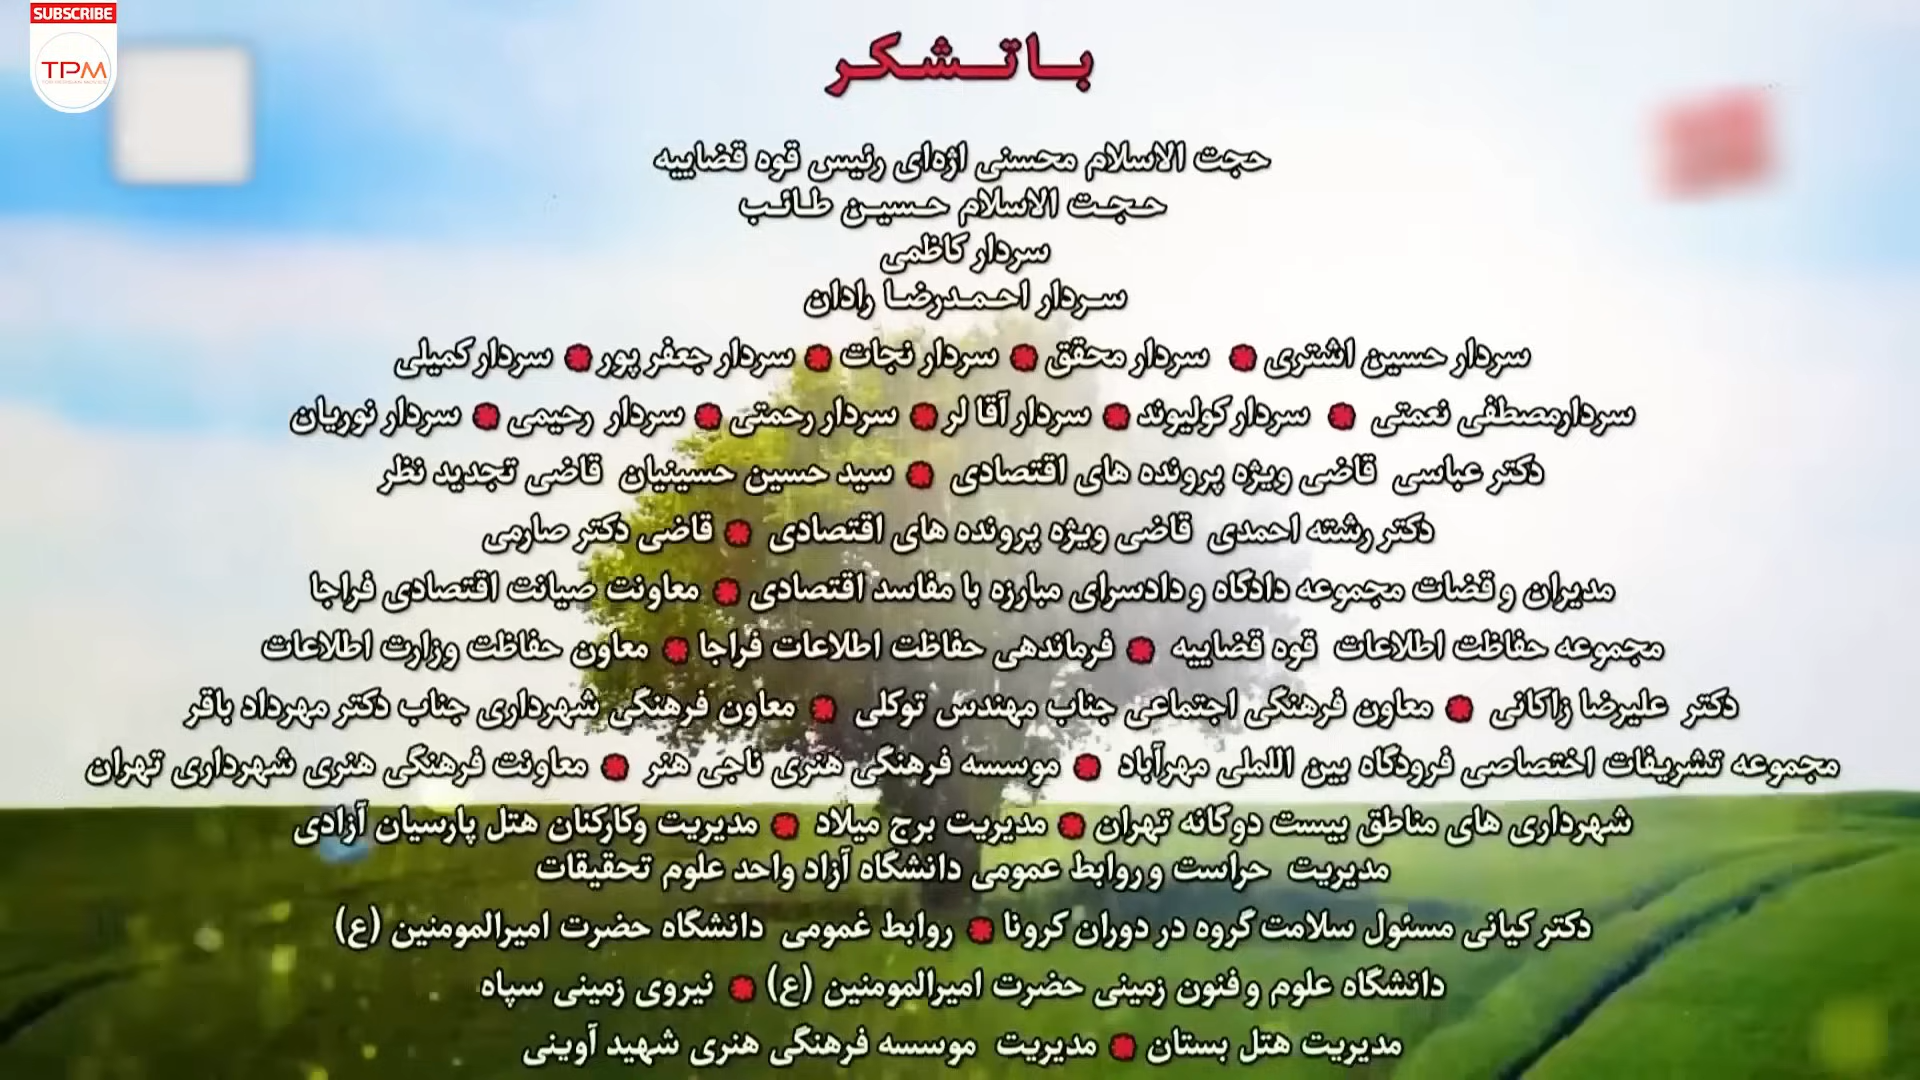 SUBSCRIBE
TPM
با تشکر
حجت الاسلام محسنی اژه‌ای رئیس قوه قضاییه
حجت الاسلام حسین طائب
سردار کاظمی
سردار احمدرضا رادان
سردار حسین اشتری * سردار محقق * سردار نجات * سردار جعفر پور * سردار کمیلی
سردارمصطفی نعمتی * سردار کولیوند * سردار آقا لر * سردار رحمتی * سردار رحیمی * سردار نوریان
دکتر عباسی قاضی ویژه پرونده های اقتصادی * سید حسین حسینیان قاضی تجدید نظر
دکتر رشته احمدی قاضی ویژه پرونده های اقتصادی * قاضی دکتر صارمی
مدیران و قضات مجموعه دادگاه و دادسرای مبارزه با مفاسد اقتصادی * معاونت صیانت اقتصادی فراجا
مجموعه حفاظت اطلاعات قوه قضاییه * فرماندهی حفاظت اطلاعات فراجا * معاون حفاظت وزارت اطلاعات
دکتر علیرضا زاکانی * معاون فرهنگی اجتماعی جناب مهندس توکلی * معاون فرهنگی شهرداری جناب دکتر مهرداد باقر
مجموعه تشریفات اختصاصی فرودگاه بین اللملی مهرآباد * موسسه فرهنگی هنری ناجی هنر * معاونت فرهنگی هنری شهرداری تهران
شهرداری های مناطق بیست دوگانه تهران * مدیریت برج میلاد * مدیریت وکارکنان هتل پارسیان آزادی
مدیریت حراست و روابط عمومی دانشگاه آزاد واحد علوم تحقیقات
دکتر کیانی مسئول سلامت گروه در دوران کرونا * روابط غمومی دانشگاه حضرت امیرالمومنین (ع)
دانشگاه علوم و فنون زمینی حضرت امیرالمومنین (ع) * نیروی زمینی سپاه
مدیریت هتل بستان * مدیریت موسسه فرهنگی هنری شهید آوینی